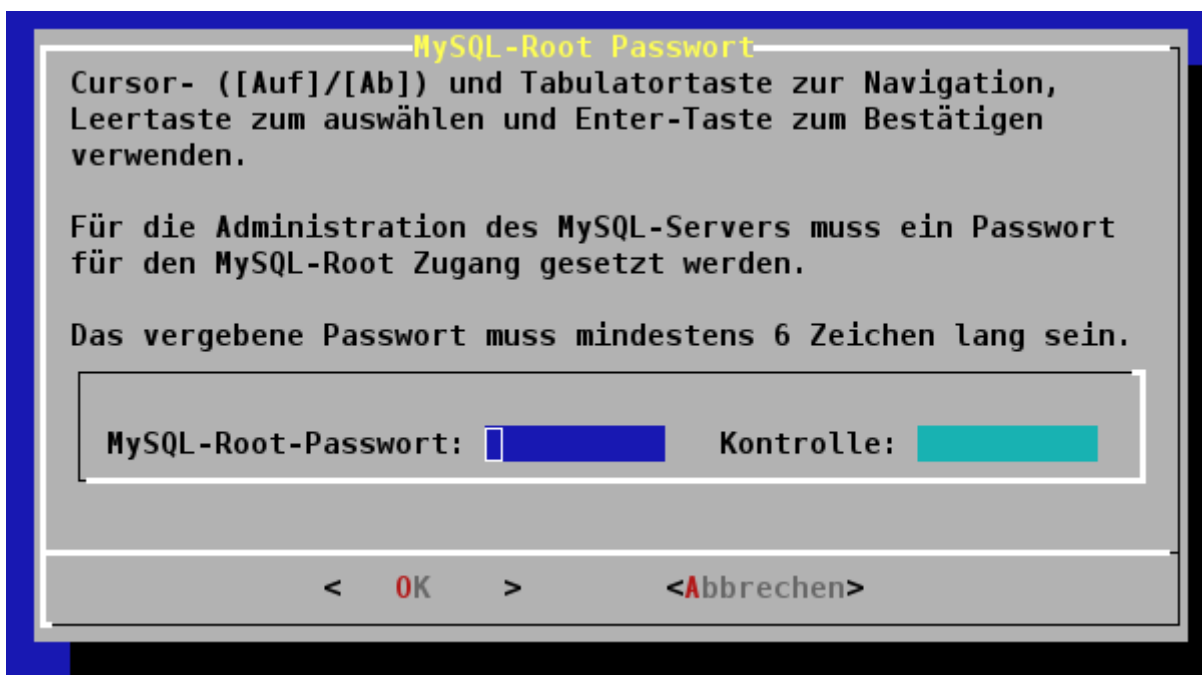 MySQL-Root Passwort
Cursor- ([Auf]/[Ab]) und Tabulatortaste zur Navigation,
Leertaste zum auswählen und Enter-Taste zum Bestätigen
verwenden.
Für die Administration des MySQL-Servers muss ein Passwort
für den MySQL-Root Zugang gesetzt werden.
Das vergebene Passwort muss mindestens 6 Zeichen lang sein.
MySQL-Root-Passwort: Kontrolle:
< OK > <Abbrechen>